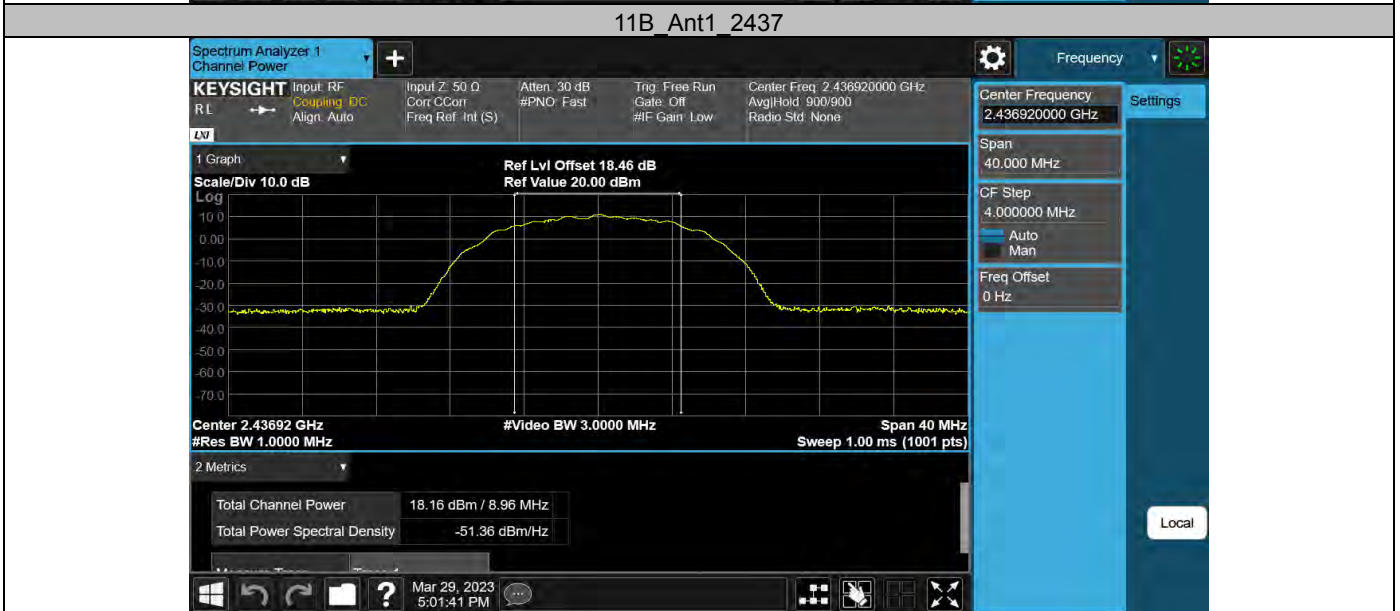 11B_Ant1_2437
Spectrum Analyzer 1
Channel Power
+
Frequency
KEYSIGHT
RL
LXI
Input: RF
Coupling: DC
Align: Auto
Input Z: 50 Ω
Corr CCorr
Freq Ref: Int (S)
Atten: 30 dB
#PNO: Fast
Trig: Free Run
Gate: Off
#IF Gain: Low
Center Freq: 2.436920000 GHz
Avg|Hold: 900/900
Radio Std: None
Center Frequency
2.436920000 GHz
Settings
Span
40.000 MHz
CF Step
4.000000 MHz
Auto
Man
Freq Offset
0 Hz
1 Graph
Scale/Div 10.0 dB
Ref Lvl Offset 18.46 dB
Ref Value 20.00 dBm
Log
10.0
0.00
-10.0
-20.0
-30.0
-40.0
-50.0
-60.0
-70.0
Center 2.43692 GHz
#Video BW 3.0000 MHz
Span 40 MHz
#Res BW 1.0000 MHz
Sweep 1.00 ms (1001 pts)
2 Metrics
Total Channel Power 18.16 dBm / 8.96 MHz
Total Power Spectral Density -51.36 dBm/Hz
Local
?
Mar 29, 2023
5:01:41 PM